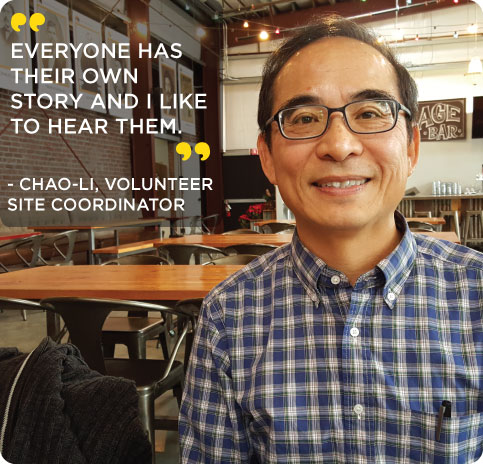 “
EVERYONE HAS
THEIR OWN
STORY AND I LIKE
TO HEAR THEM.
”
- CHAO-LI, VOLUNTEER
SITE COORDINATOR
AGE
BAR